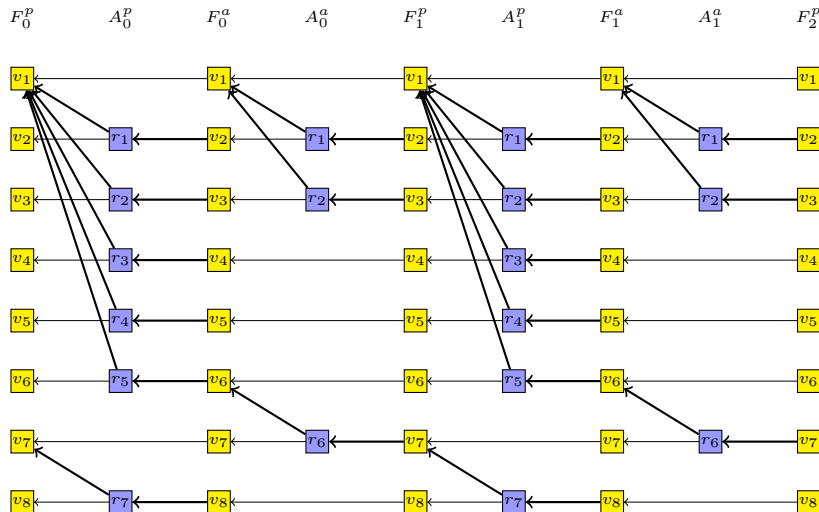 F_0^p A_0^p F_0^a A_0^a F_1^p A_1^p F_1^a A_1^a F_2^p
v_1 v_1 v_1 v_1 v_1
v_2 r_1 v_2 r_1 v_2 r_1 v_2 r_1 v_2
v_3 r_2 v_3 r_2 v_3 r_2 v_3 r_2 v_3
v_4 r_3 v_4 v_4 r_3 v_4 v_4
v_5 r_4 v_5 v_5 r_4 v_5 v_5
v_6 r_5 v_6 v_6 r_5 v_6 v_6
v_7 v_7 r_6 v_7 v_7 r_6 v_7
v_8 r_7 v_8 v_8 r_7 v_8 v_8